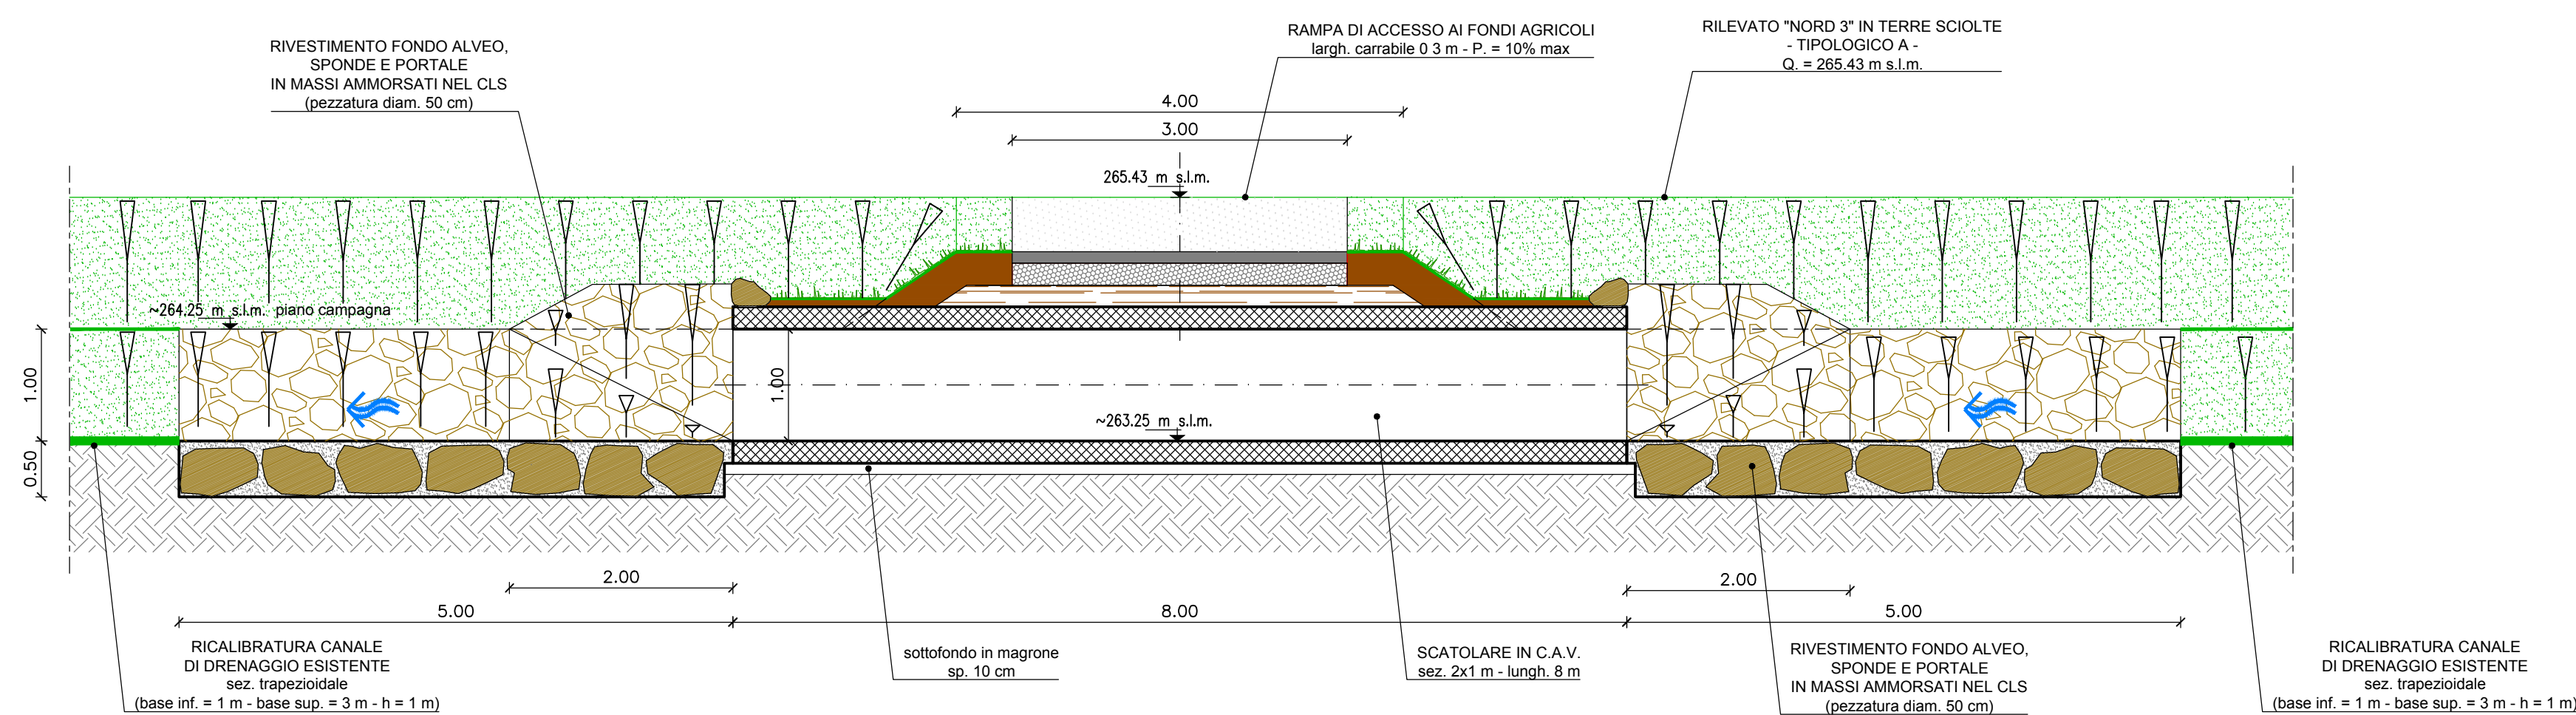 RIVESTIMENTO FONDO ALVEO,
SPONDE E PORTALE
IN MASSI AMMORSATI NEL CLS
(pezzatura diam. 50 cm)
RAMPA DI ACCESSO AI FONDI AGRICOLI
largh. carrabile 0 3 m - P. = 10% max
RILEVATO "NORD 3" IN TERRE SCIOLTE
- TIPOLOGICO A -
Q. = 265.43 m s.l.m.
4.00
3.00
265.43 m s.l.m.
~264.25 m s.l.m. piano campagna
1.00
0.50
1.00
~263.25 m s.l.m.
2.00
2.00
5.00
8.00
5.00
RICALIBRATURA CANALE
DI DRENAGGIO ESISTENTE
sez. trapezioidale
(base inf. = 1 m - base sup. = 3 m - h = 1 m)
sottofondo in magrone
sp. 10 cm
SCATOLARE IN C.A.V.
sez. 2x1 m - lungh. 8 m
RIVESTIMENTO FONDO ALVEO,
SPONDE E PORTALE
IN MASSI AMMORSATI NEL CLS
(pezzatura diam. 50 cm)
RICALIBRATURA CANALE
DI DRENAGGIO ESISTENTE
sez. trapezioidale
(base inf. = 1 m - base sup. = 3 m - h = 1 m)